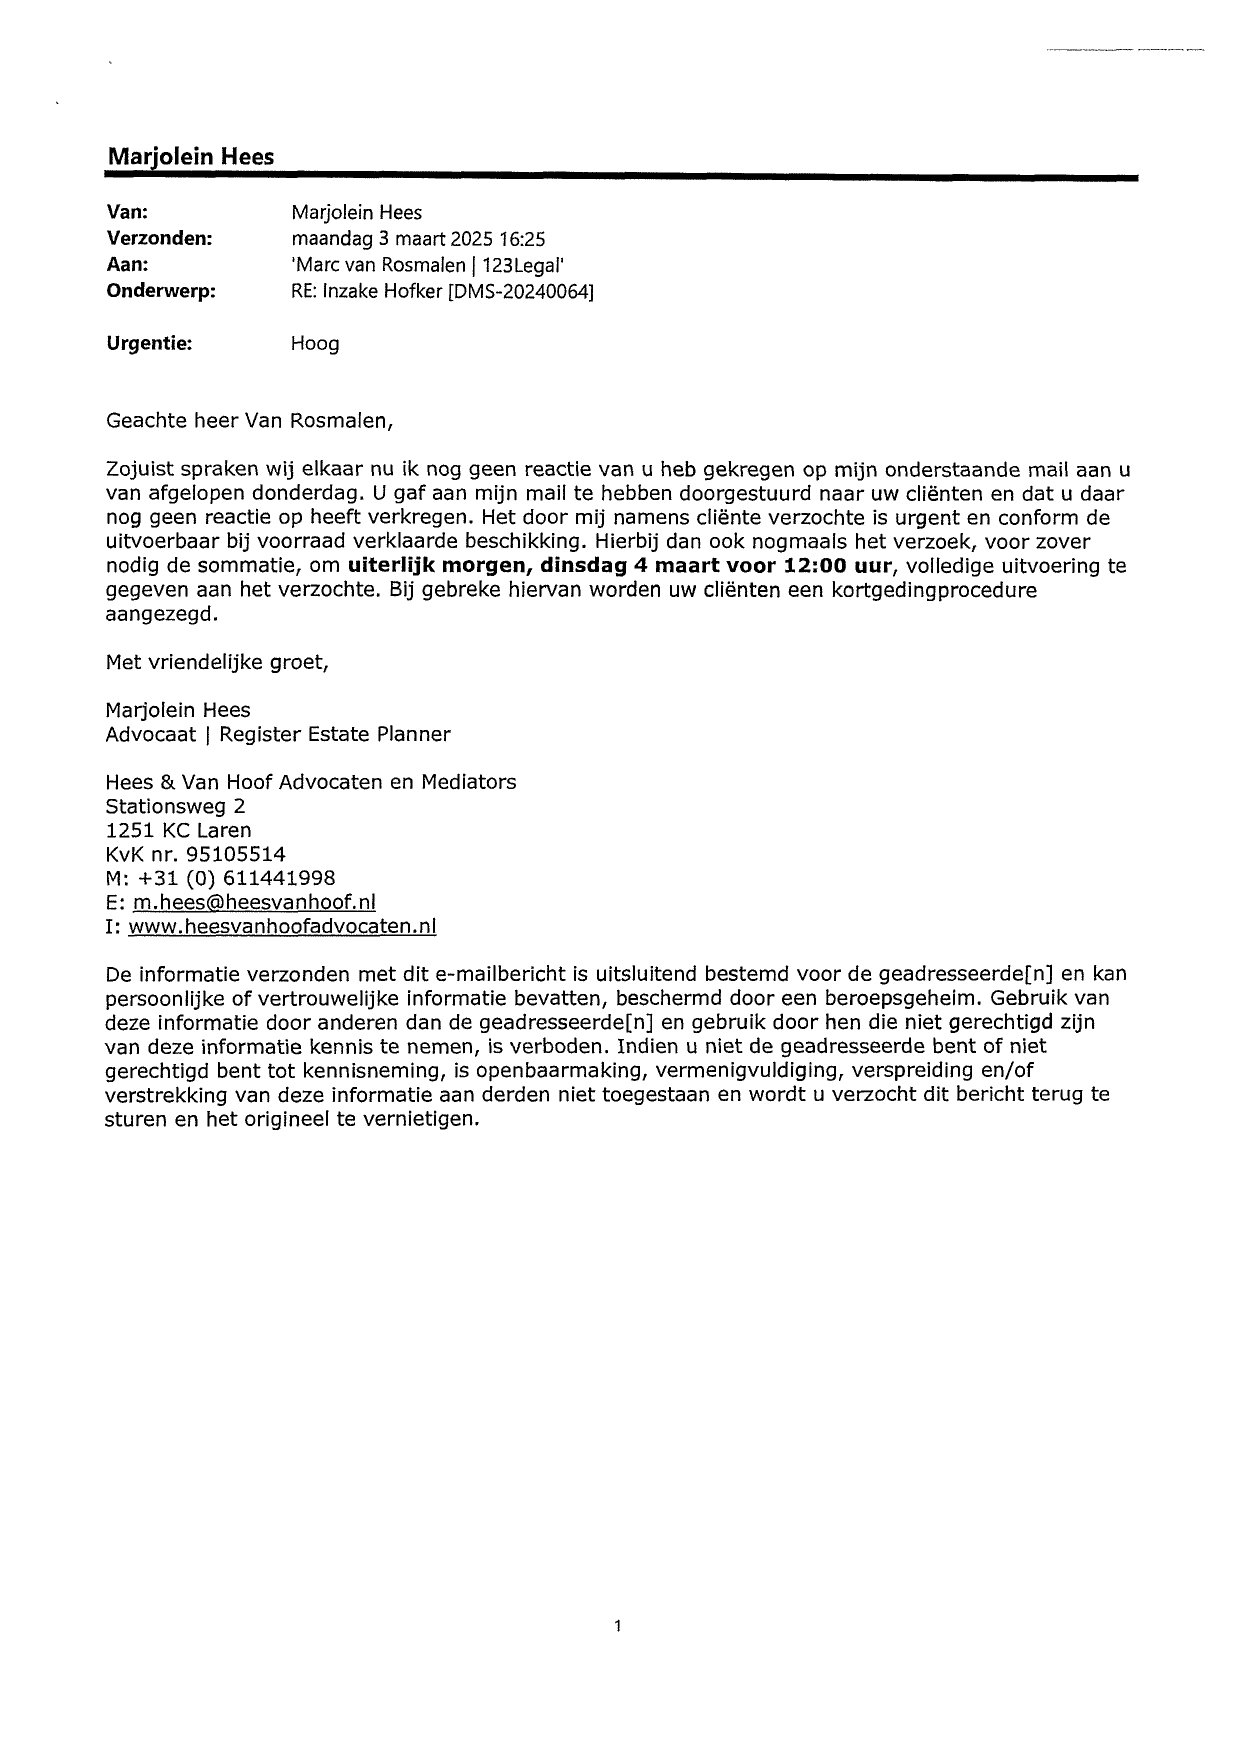 Marjolein Hees
Van: Marjolein Hees
Verzonden: maandag 3 maart 2025 16:25
Aan: 'Marc van Rosmalen | 123Legal'
Onderwerp: RE: Inzake Hofker [DMS-20240064]
Urgentie: Hoog
Geachte heer Van Rosmalen,
Zojuist spraken wij elkaar nu ik nog geen reactie van u heb gekregen op mijn onderstaande mail aan u
van afgelopen donderdag. U gaf aan mijn mail te hebben doorgestuurd naar uw cliënten en dat u daar
nog geen reactie op heeft verkregen. Het door mij namens cliënte verzochte is urgent en conform de
uitvoerbaar bij voorraad verklaarde beschikking. Hierbij dan ook nogmaals het verzoek, voor zover
nodig de sommatie, om uiterlijk morgen, dinsdag 4 maart voor 12:00 uur, volledige uitvoering te
gegeven aan het verzochte. Bij gebreke hiervan worden uw cliënten een kortgedingprocedure
aangezegd.
Met vriendelijke groet,
Marjolein Hees
Advocaat | Register Estate Planner
Hees & Van Hoof Advocaten en Mediators
Stationsweg 2
1251 KC Laren
KvK nr. 95105514
M: +31 (0) 611441998
E: m.hees@heesvanhoof.nl
I: www.heesvanhoofadvocaten.nl
De informatie verzonden met dit e-mailbericht is uitsluitend bestemd voor de geadresseerde[n] en kan
persoonlijke of vertrouwelijke informatie bevatten, beschermd door een beroepsgeheim. Gebruik van
deze informatie door anderen dan de geadresseerde[n] en gebruik door hen die niet gerechtigd zijn
van deze informatie kennis te nemen, is verboden. Indien u niet de geadresseerde bent of niet
gerechtigd bent tot kennisneming, is openbaarmaking, vermenigvuldiging, verspreiding en/of
verstrekking van deze informatie aan derden niet toegestaan en wordt u verzocht dit bericht terug te
sturen en het origineel te vernietigen.
1